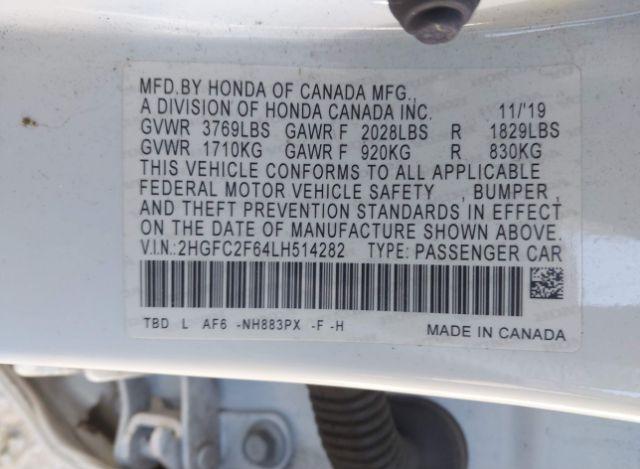 MFD.BY HONDA OF CANADA MFG.,
A DIVISION OF HONDA CANADA INC. 11/'19
GVWR 3769LBS GAWR F 2028LBS R 1829LBS
GVWR 1710KG GAWR F 920KG R 830KG
THIS VEHICLE CONFORMS TO ALL APPLICABLE
FEDERAL MOTOR VEHICLE SAFETY , BUMPER ,
AND THEFT PREVENTION STANDARDS IN EFFECT
ON THE DATE OF MANUFACTURE SHOWN ABOVE.
V.I.N.:2HGFC2F64LH514282 TYPE: PASSENGER CAR
TBD L AF6 -NH883PX -F -H MADE IN CANADA